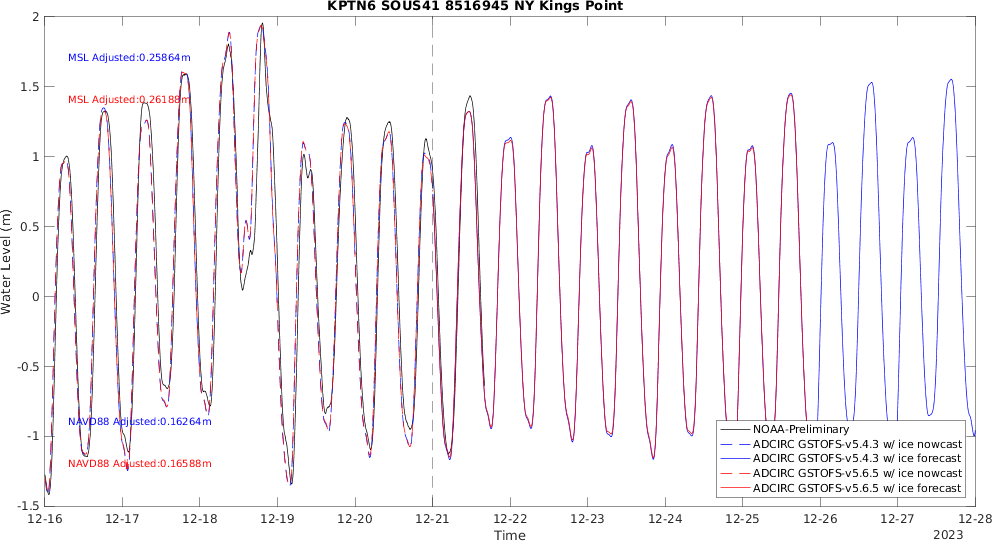 KPTN6 SOUS41 8516945 NY Kings Point
2
1.5
1
0.5
0
-0.5
-1
-1.5
Water Level (m)
MSL Adjusted:0.25864m
MSL Adjusted:0.26188m
NAVD88 Adjusted:0.16264m
NAVD88 Adjusted:0.16588m
NOAA-Preliminary
ADCIRC GSTOFS-v5.4.3 w/ ice nowcast
ADCIRC GSTOFS-v5.4.3 w/ ice forecast
ADCIRC GSTOFS-v5.6.5 w/ ice nowcast
ADCIRC GSTOFS-v5.6.5 w/ ice forecast
12-16 12-17 12-18 12-19 12-20 12-21 12-22 12-23 12-24 12-25 12-26 12-27 12-28
Time
2023